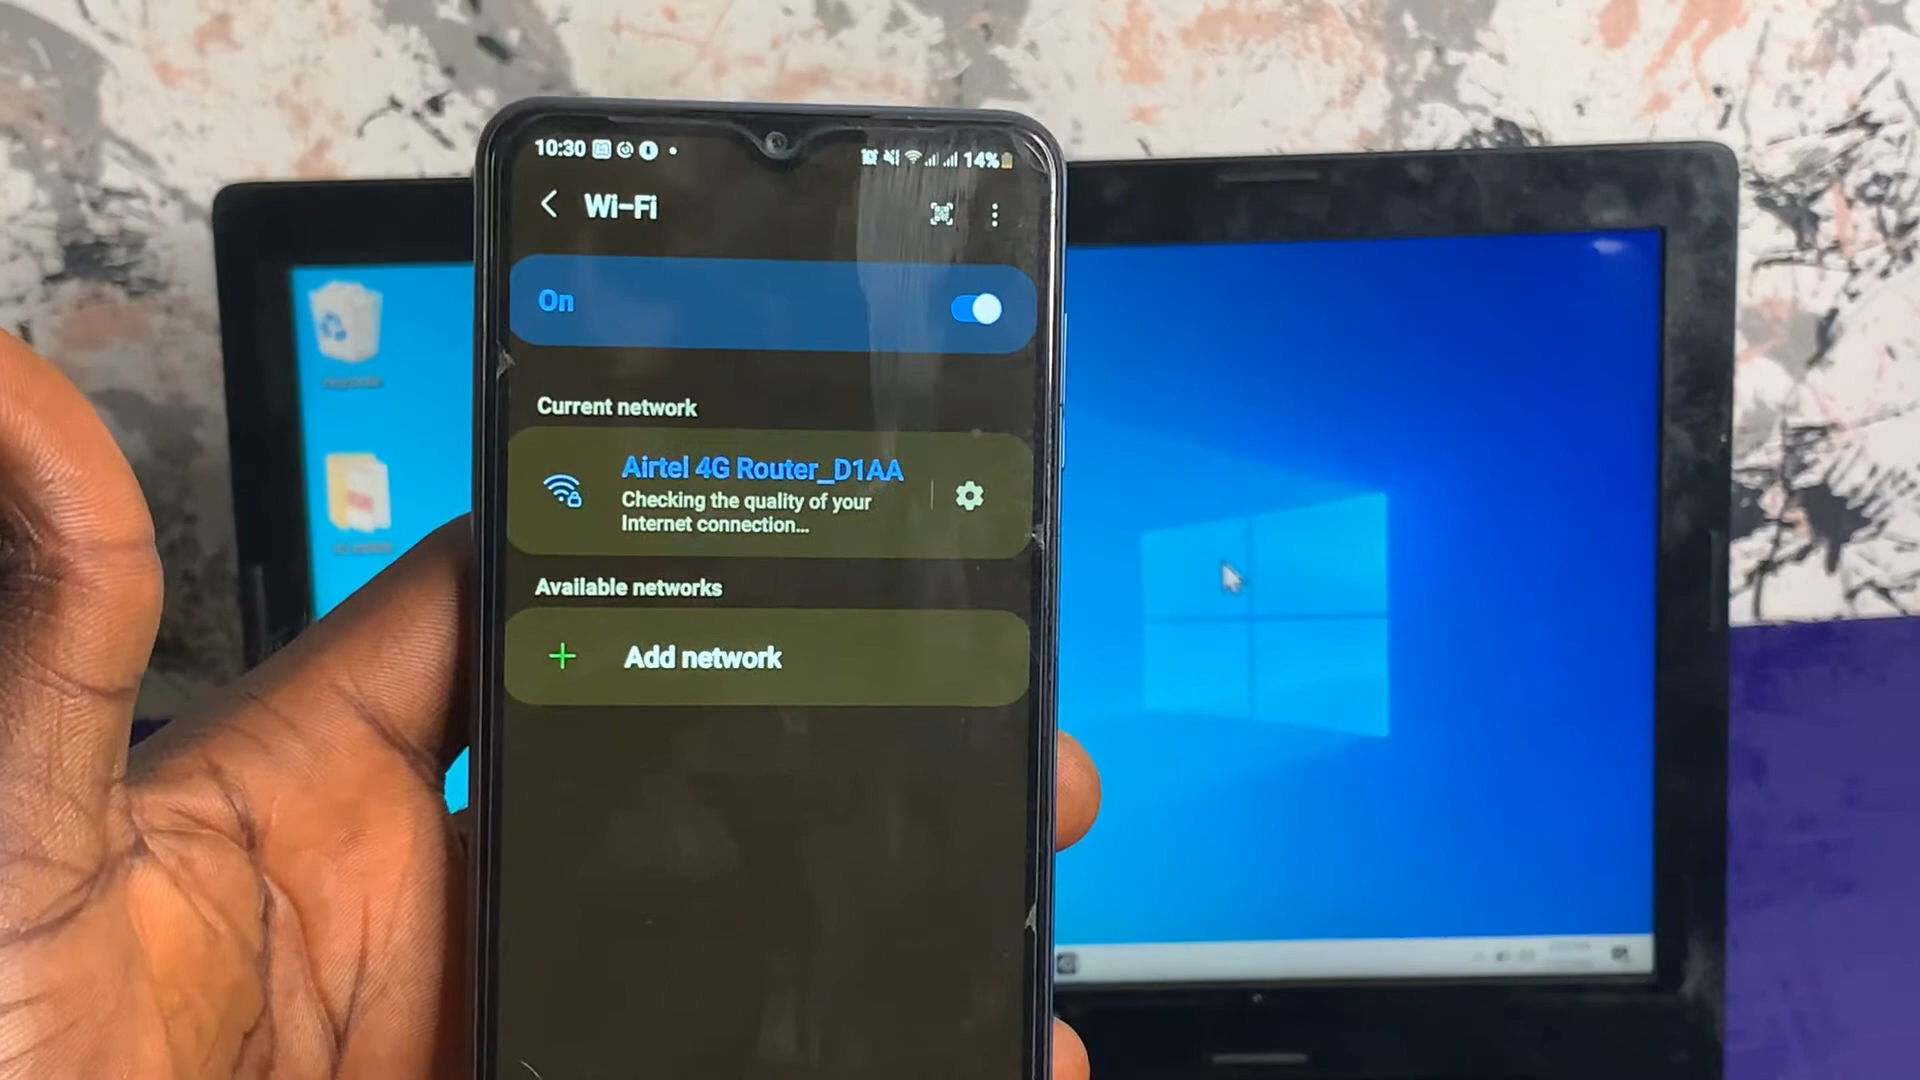 10:30
14%
Wi-Fi
On
Current network
Airtel 4G Router_D1AA
Checking the quality of your
Internet connection...
Available networks
Add network